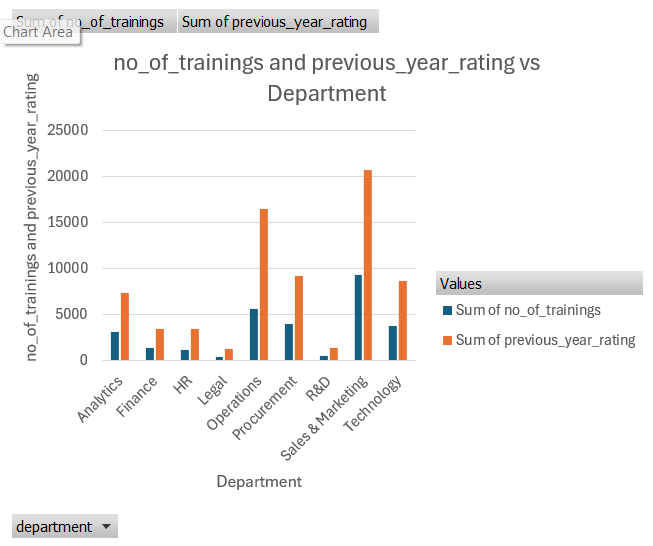 Sum of no_of_trainings Sum of previous_year_rating
Chart Area
no_of_trainings and previous_year_rating vs
Department
no_of_trainings and previous_year_rating
25000
20000
15000
10000
5000
0
Analytics
Finance
HR
Legal
Operations
Procurement
R&D
Sales & Marketing
Technology
Department
Values
Sum of no_of_trainings
Sum of previous_year_rating
department